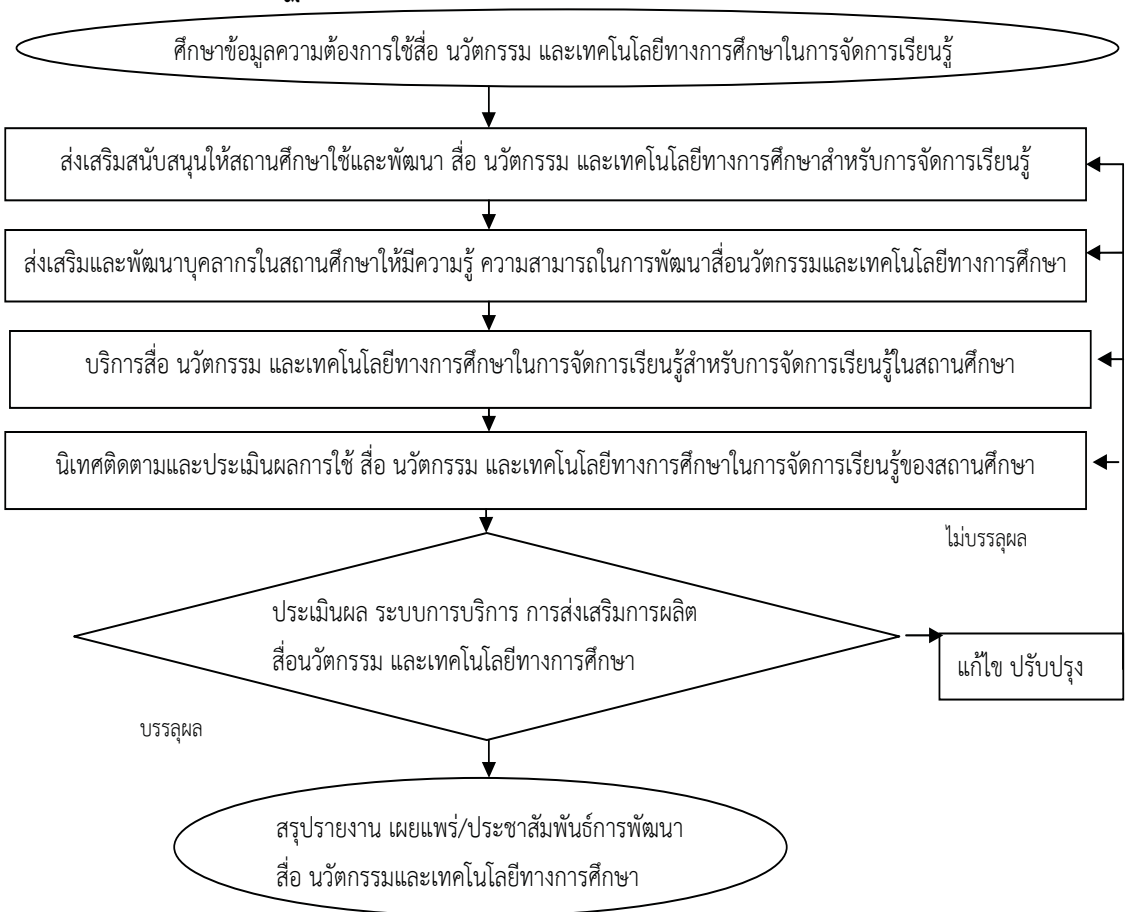 ศึกษาข้อมูลความต้องการใช้สื่อ นวัตกรรม และเทคโนโลยีทางการศึกษาในการจัดการเรียนรู้
ส่งเสริมสนับสนุนให้สถานศึกษาใช้และพัฒนา สื่อ นวัตกรรม และเทคโนโลยีทางการศึกษาสำหรับการจัดการเรียนรู้
ส่งเสริมและพัฒนาบุคลากรในสถานศึกษาให้มีความรู้ ความสามารถในการพัฒนาสื่อนวัตกรรมและเทคโนโลยีทางการศึกษา
บริการสื่อ นวัตกรรม และเทคโนโลยีทางการศึกษาในการจัดการเรียนรู้สำหรับการจัดการเรียนรู้ในสถานศึกษา
นิเทศติดตามและประเมินผลการใช้ สื่อ นวัตกรรม และเทคโนโลยีทางการศึกษาในการจัดการเรียนรู้ของสถานศึกษา
ไม่บรรลุผล
ประเมินผล ระบบการบริการ การส่งเสริมการผลิต
สื่อนวัตกรรม และเทคโนโลยีทางการศึกษา
แก้ไข ปรับปรุง
บรรลุผล
สรุปรายงาน เผยแพร่/ประชาสัมพันธ์การพัฒนา
สื่อ นวัตกรรมและเทคโนโลยีทางการศึกษา